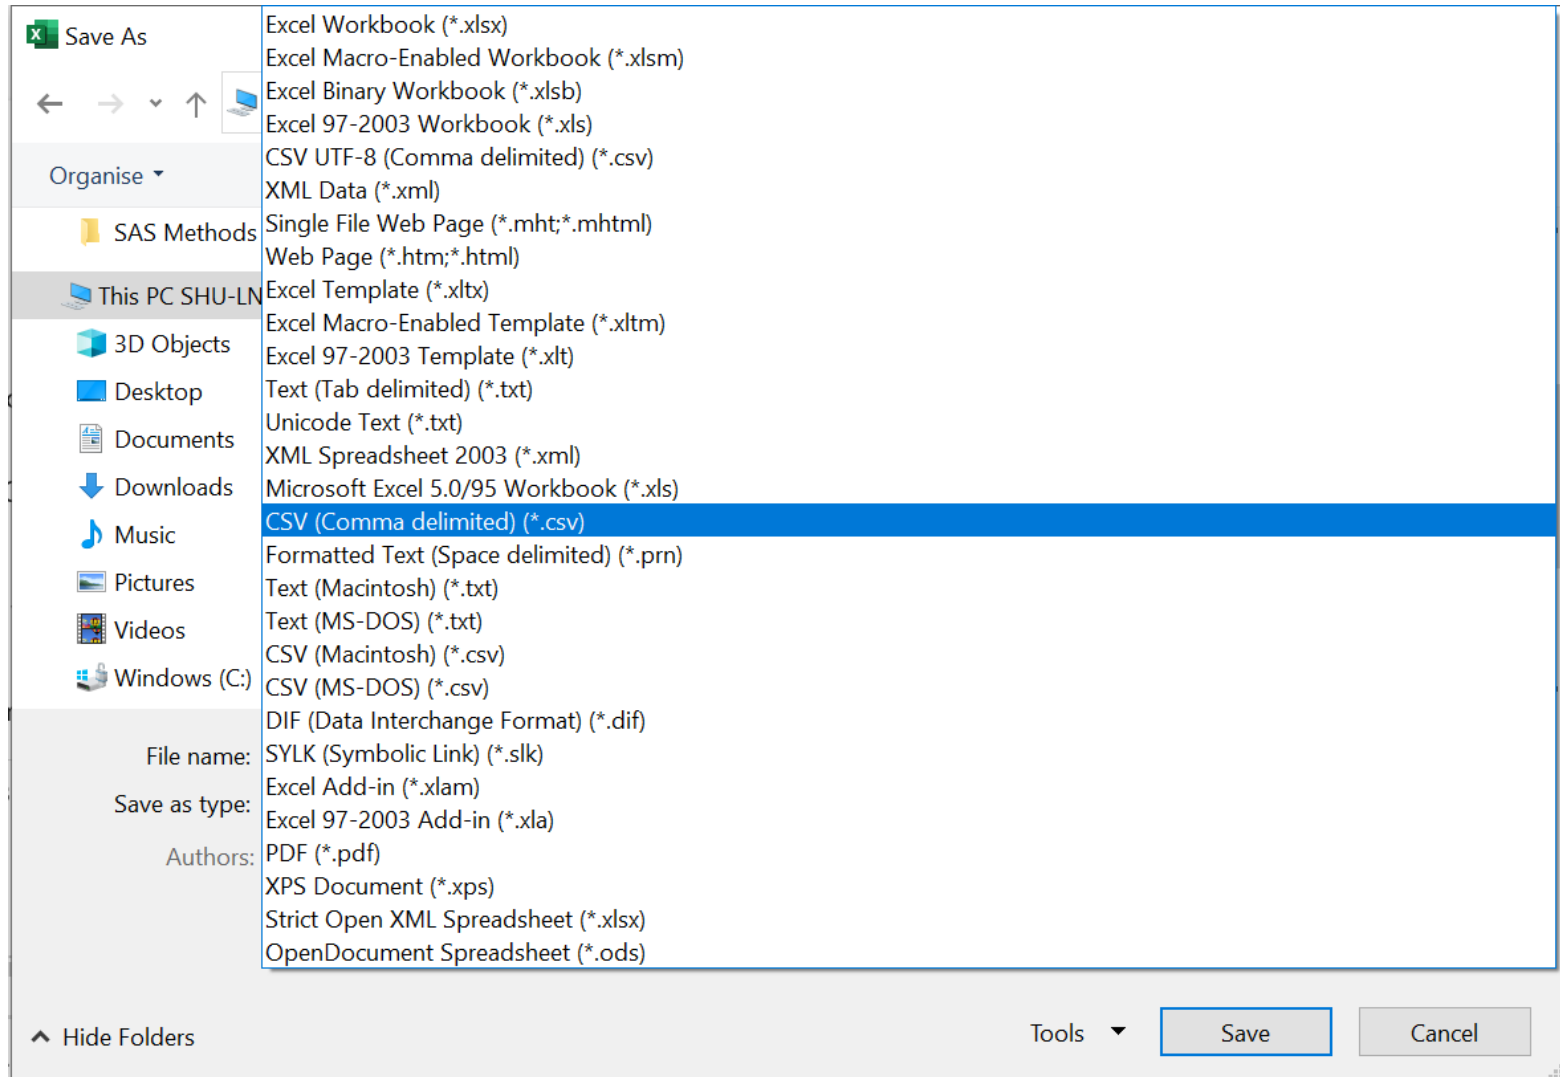 Save As
Organise
SAS Methods
This PC SHU-LN
3D Objects
Desktop
Documents
Downloads
Music
Pictures
Videos
Windows (C:)
Excel Workbook (*.xlsx)
Excel Macro-Enabled Workbook (*.xlsm)
Excel Binary Workbook (*.xlsb)
Excel 97-2003 Workbook (*.xls)
CSV UTF-8 (Comma delimited) (*.csv)
XML Data (*.xml)
Single File Web Page (*.mht;*.mhtml)
Web Page (*.htm;*.html)
Excel Template (*.xltx)
Excel Macro-Enabled Template (*.xltm)
Excel 97-2003 Template (*.xlt)
Text (Tab delimited) (*.txt)
Unicode Text (*.txt)
XML Spreadsheet 2003 (*.xml)
Microsoft Excel 5.0/95 Workbook (*.xls)
CSV (Comma delimited) (*.csv)
Formatted Text (Space delimited) (*.prn)
Text (Macintosh) (*.txt)
Text (MS-DOS) (*.txt)
CSV (Macintosh) (*.csv)
CSV (MS-DOS) (*.csv)
DIF (Data Interchange Format) (*.dif)
SYLK (Symbolic Link) (*.slk)
Excel Add-in (*.xlam)
Excel 97-2003 Add-in (*.xla)
PDF (*.pdf)
XPS Document (*.xps)
Strict Open XML Spreadsheet (*.xlsx)
OpenDocument Spreadsheet (*.ods)
File name:
Save as type:
Authors:
Hide Folders
Tools
Save
Cancel